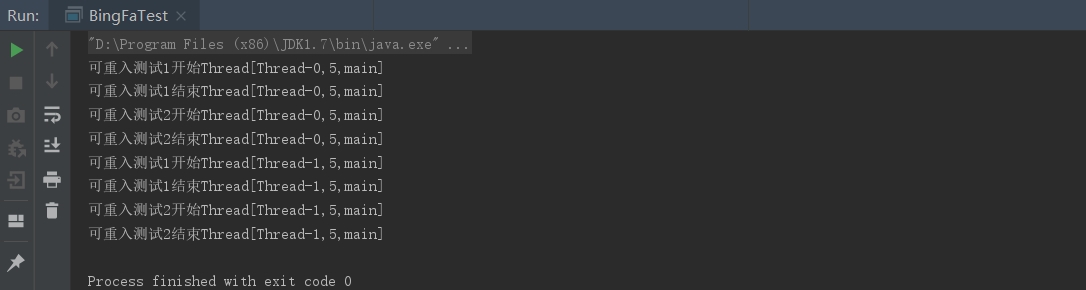 Run: BingFaTest
"D:\Program Files (x86)\JDK1.7\bin\java.exe" ...
可重入测试1开始Thread[Thread-0,5,main]
可重入测试1结束Thread[Thread-0,5,main]
可重入测试2开始Thread[Thread-0,5,main]
可重入测试2结束Thread[Thread-0,5,main]
可重入测试1开始Thread[Thread-1,5,main]
可重入测试1结束Thread[Thread-1,5,main]
可重入测试2开始Thread[Thread-1,5,main]
可重入测试2结束Thread[Thread-1,5,main]
Process finished with exit code 0